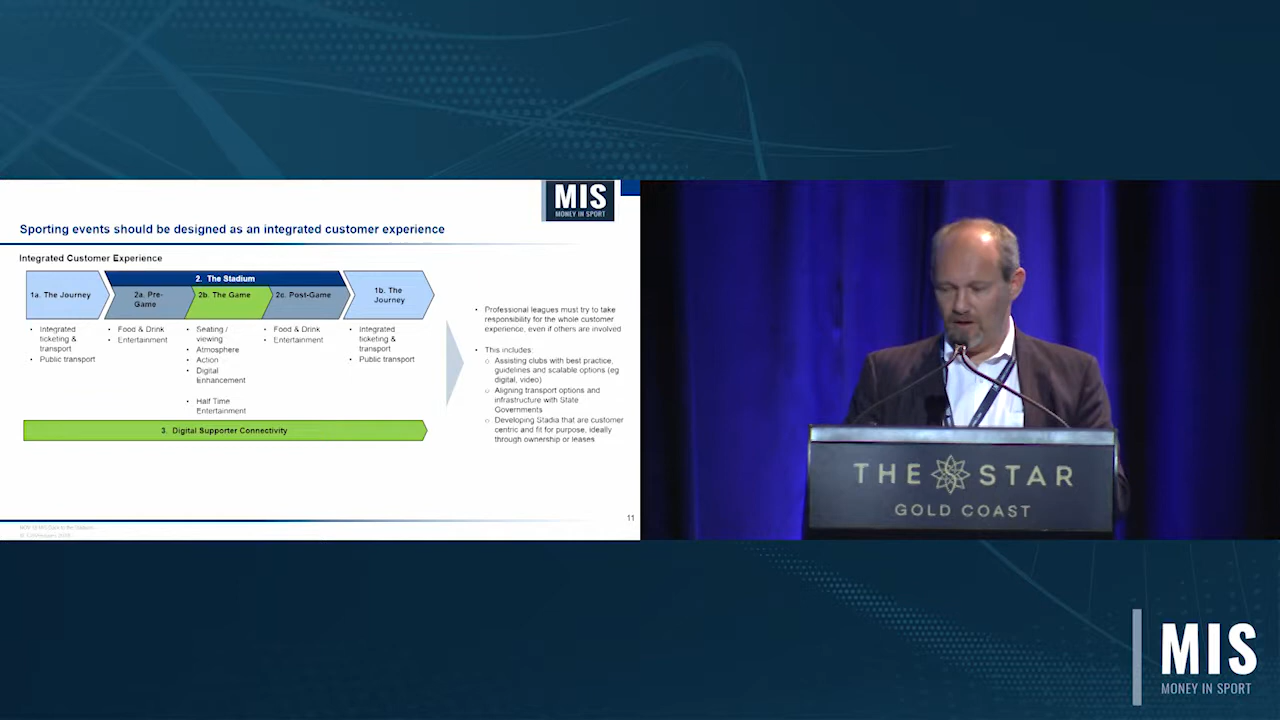 MIS
MONEY IN SPORT
Sporting events should be designed as an integrated customer experience
Integrated Customer Experience
2. The Stadium
1a. The Journey
2a. Pre-
Game
2b. The Game
2c. Post-Game
1b. The
Journey
• Integrated
ticketing &
transport
• Public transport
• Food & Drink
• Entertainment
• Seating /
viewing
• Atmosphere
• Action
• Digital
Enhancement
• Half Time
Entertainment
• Food & Drink
• Entertainment
• Integrated
ticketing &
transport
• Public transport
3. Digital Supporter Connectivity
• Professional leagues must try to take
responsibility for the whole customer
experience, even if others are involved
• This includes:
o Assisting clubs with best practice,
guidelines and scalable options (eg
digital, video)
o Aligning transport options and
infrastructure with State
Governments
o Developing Stadia that are customer
centric and fit for purpose, ideally
through ownership or leases
11
THE STAR
GOLD COAST
MIS
MONEY IN SPORT